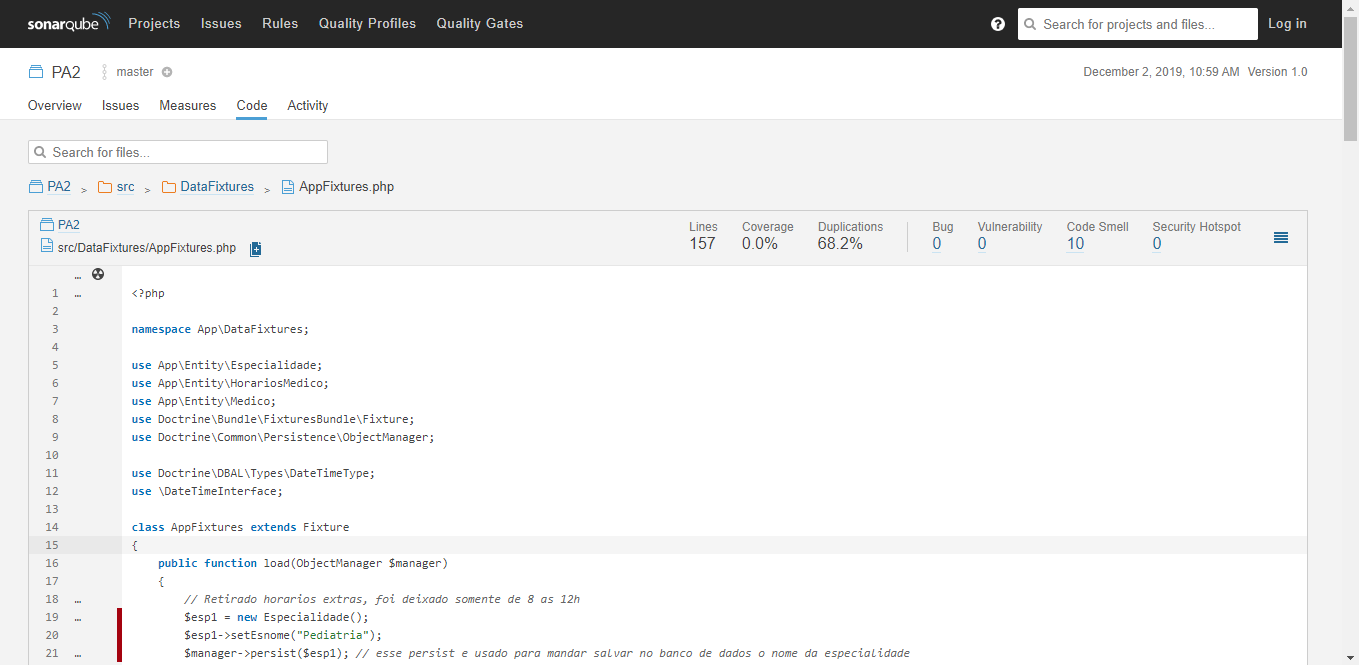 sonarqube Projects Issues Rules Quality Profiles Quality Gates ? Search for projects and files... Log in
PA2 master December 2, 2019, 10:59 AM Version 1.0
Overview Issues Measures Code Activity
Search for files...
PA2 > src > DataFixtures > AppFixtures.php
PA2
src/DataFixtures/AppFixtures.php
Lines Coverage Duplications Bug Vulnerability Code Smell Security Hotspot
157 0.0% 68.2% 0 0 10 0
…
1 … <?php
2
3 namespace App\DataFixtures;
4
5 use App\Entity\Especialidade;
6 use App\Entity\HorariosMedico;
7 use App\Entity\Medico;
8 use Doctrine\Bundle\FixturesBundle\Fixture;
9 use Doctrine\Common\Persistence\ObjectManager;
10
11 use Doctrine\DBAL\Types\DateTimeType;
12 use \DateTimeInterface;
13
14 class AppFixtures extends Fixture
15 {
16 public function load(ObjectManager $manager)
17 {
18 … // Retirado horarios extras, foi deixado somente de 8 as 12h
19 … $esp1 = new Especialidade();
20 $esp1->setEsnome("Pediatria");
21 … $manager->persist($esp1); // esse persist e usado para mandar salvar no banco de dados o nome da especialidade